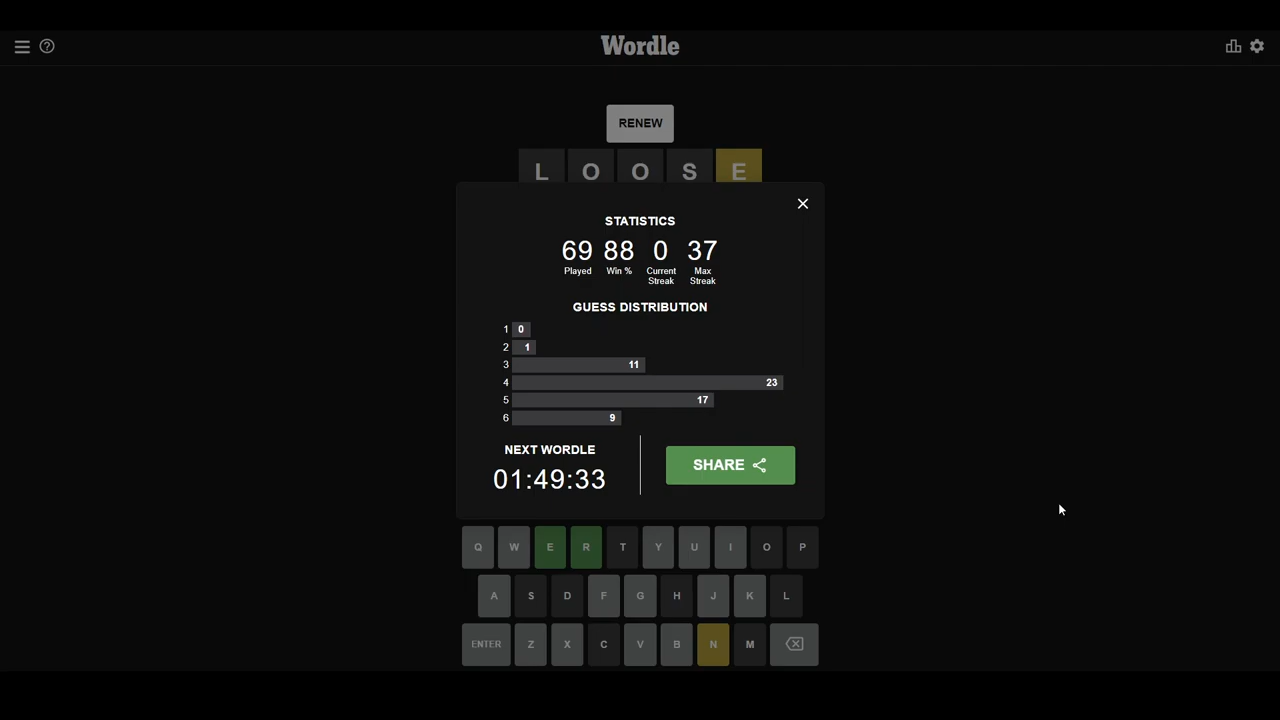 Wordle
RENEW
L O O S E
STATISTICS
69 88 0 37
Played Win % Current Streak Max Streak
GUESS DISTRIBUTION
1 0
2 1
3 11
4 23
5 17
6 9
NEXT WORDLE
01:49:33
SHARE
Q W E R T Y U I O P
A S D F G H J K L
ENTER Z X C V B N M